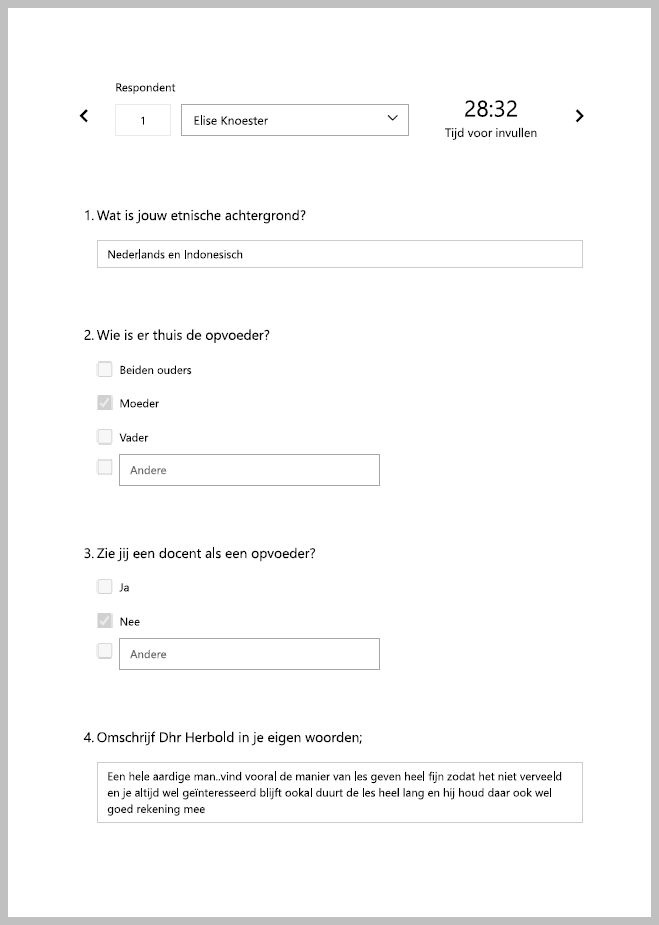 Respondent
1
Elise Knoester
28:32
Tijd voor invullen
1. Wat is jouw etnische achtergrond?
Nederlands en Indonesisch
2. Wie is er thuis de opvoeder?
Beiden ouders
Moeder
Vader
Andere
3. Zie jij een docent als een opvoeder?
Ja
Nee
Andere
4. Omschrijf Dhr Herbold in je eigen woorden;
Een hele aardige man..vind vooral de manier van les geven heel fijn zodat het niet verveeld
en je altijd wel geïnteresseerd blijft ookal duurt de les heel lang en hij houd daar ook wel
goed rekening mee